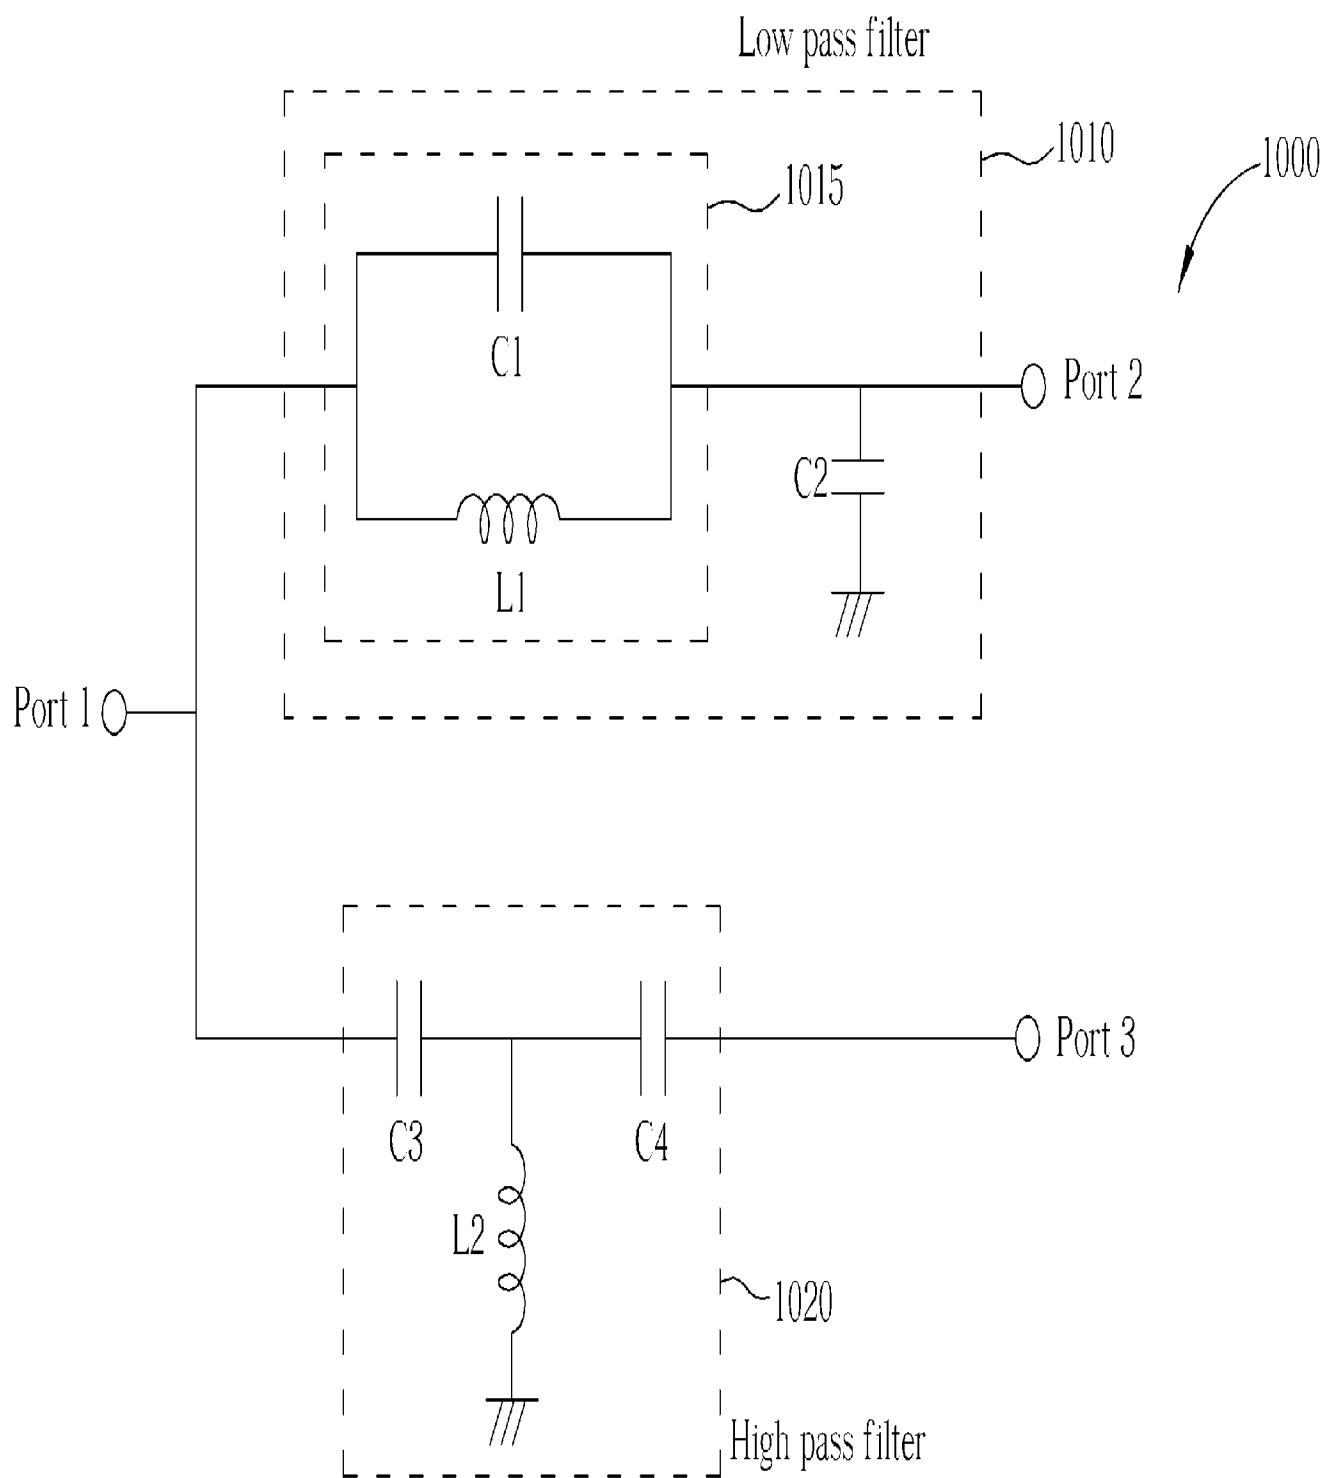 Low pass filter
1010
1000
1015
C1
Port 2
C2
L1
Port 1
Port 3
C3
C4
L2
1020
High pass filter